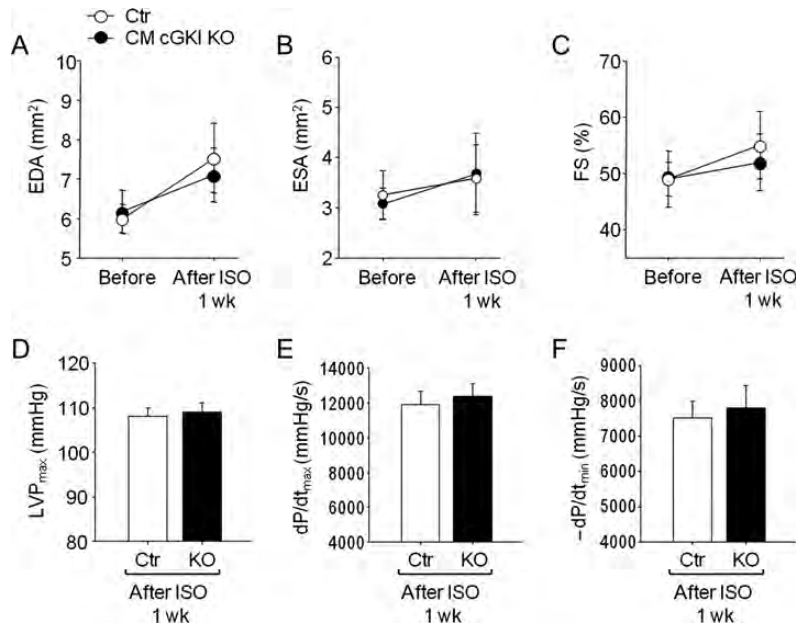 Ctr
CM cGKI KO
A
EDA (mm²)
10
9
8
7
6
5
Before
After ISO
1 wk
B
ESA (mm²)
6
5
4
3
2
Before
After ISO
1 wk
C
FS (%)
70
60
50
40
Before
After ISO
1 wk
D
LVPmax (mmHg)
120
110
100
90
80
Ctr KO
After ISO
1 wk
E
dP/dtmax (mmHg/s)
14000
12000
10000
8000
6000
4000
Ctr KO
After ISO
1 wk
F
–dP/dtmin (mmHg/s)
9000
8000
7000
6000
5000
4000
Ctr KO
After ISO
1 wk